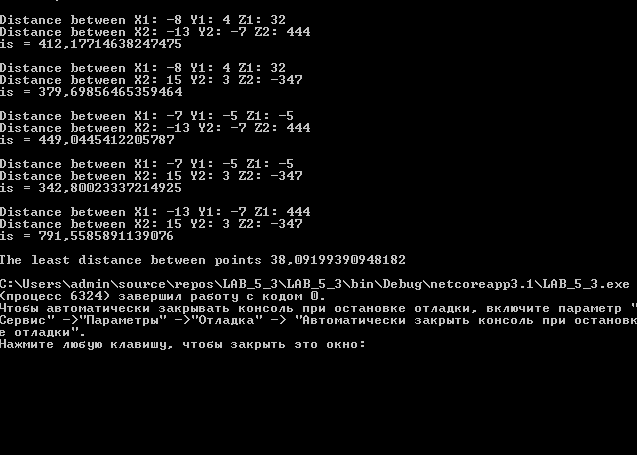 Distance between X1: -8 Y1: 4 Z1: 32
Distance between X2: -13 Y2: -7 Z2: 444
is = 412,17714638247475
Distance between X1: -8 Y1: 4 Z1: 32
Distance between X2: 15 Y2: 3 Z2: -347
is = 379,69856465359464
Distance between X1: -7 Y1: -5 Z1: -5
Distance between X2: -13 Y2: -7 Z2: 444
is = 449,0445412205787
Distance between X1: -7 Y1: -5 Z1: -5
Distance between X2: 15 Y2: 3 Z2: -347
is = 342,80023337214925
Distance between X1: -13 Y1: -7 Z1: 444
Distance between X2: 15 Y2: 3 Z2: -347
is = 791,5585891139076
The least distance between points 38,09199390948182
C:\Users\admin\source\repos\LAB_5_3\LAB_5_3\bin\Debug\netcoreapp3.1\LAB_5_3.exe
(процесс 6324) завершил работу с кодом 0.
Чтобы автоматически закрывать консоль при остановке отладки, включите параметр "
Сервис" ->"Параметры" ->"Отладка" -> "Автоматически закрыть консоль при остановк
е отладки".
Нажмите любую клавишу, чтобы закрыть это окно: